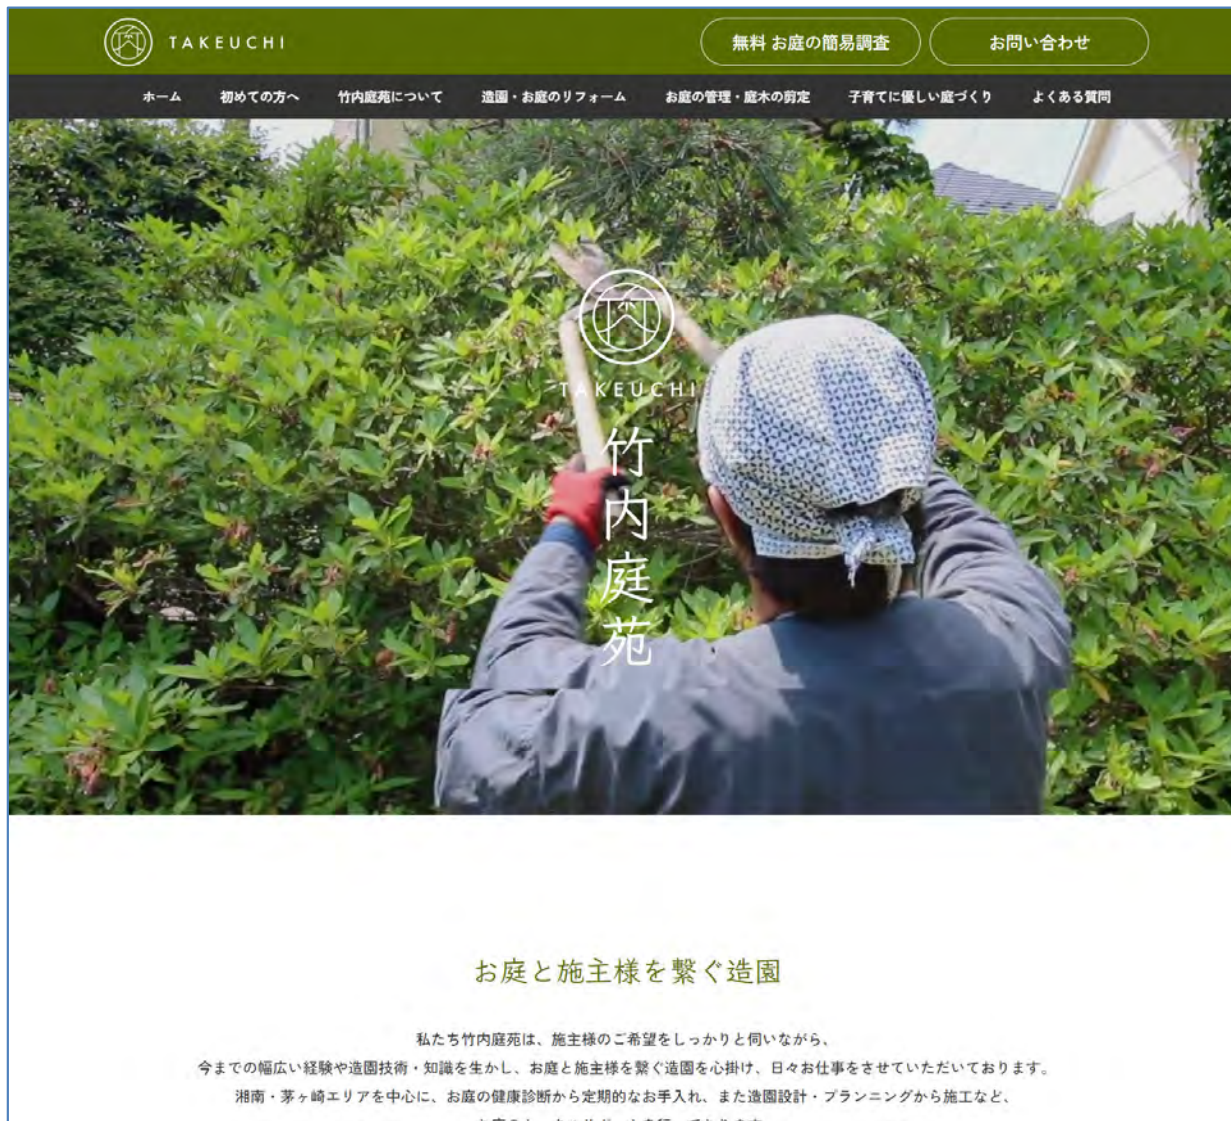 TAKEUCHI
無料 お庭の簡易調査
お問い合わせ
ホーム 初めての方へ 竹内庭苑について 造園・お庭のリフォーム お庭の管理・庭木の剪定 子育てに優しい庭づくり よくある質問
TAKEUCHI
竹内庭苑
お庭と施主様を繋ぐ造園
私たち竹内庭苑は、施主様のご希望をしっかりと伺いながら、
今までの幅広い経験や造園技術・知識を生かし、お庭と施主様を繋ぐ造園を心掛け、日々お仕事をさせていただいております。
湘南・茅ヶ崎エリアを中心に、お庭の健康診断から定期的なお手入れ、また造園設計・プランニングから施工など、